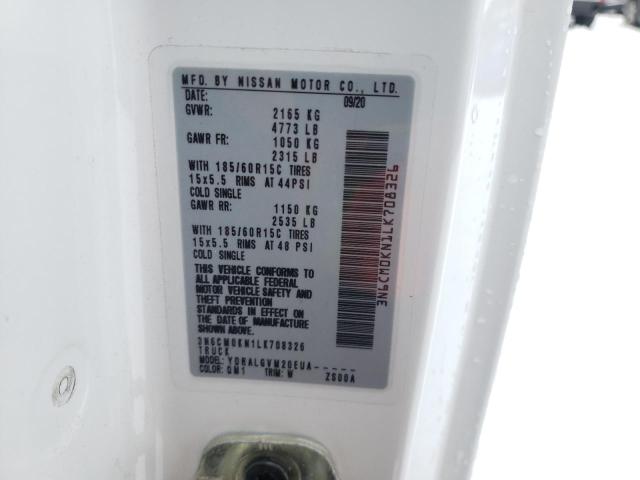 MFD. BY NISSAN MOTOR CO., LTD.
DATE: 09/20
GVWR: 2165 KG
4773 LB
GAWR FR: 1050 KG
2315 LB
WITH 185/60R15C TIRES
15x5.5 RIMS AT 44PSI
COLD SINGLE
GAWR RR: 1150 KG
2535 LB
WITH 185/60R15C TIRES
15x5.5 RIMS AT 48 PSI
COLD SINGLE
THIS VEHICLE CONFORMS TO
ALL APPLICABLE FEDERAL
MOTOR VEHICLE SAFETY AND
THEFT PREVENTION
STANDARDS IN EFFECT ON
THE DATE OF MANUFACTURE
SHOWN ABOVE.
3N6CM0KN1LK708326
TRUCK
MODEL: YDRALGVM20EUA-----
COLOR: QM1 TRIM: W ZS00A
3N6CM0KN1LK708326